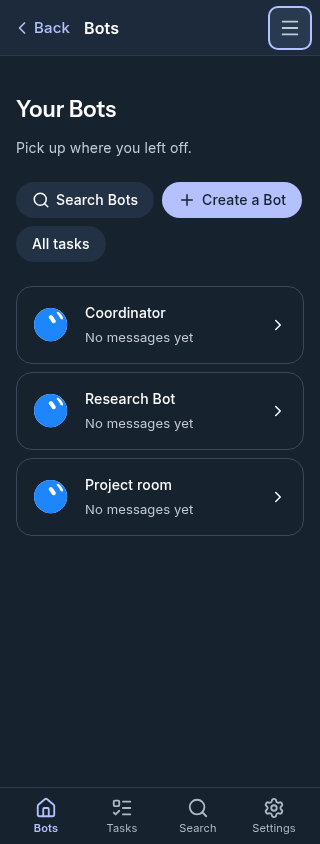 Back Bots
Your Bots
Pick up where you left off.
Search Bots
Create a Bot
All tasks
Coordinator
No messages yet
Research Bot
No messages yet
Project room
No messages yet
Bots Tasks Search Settings